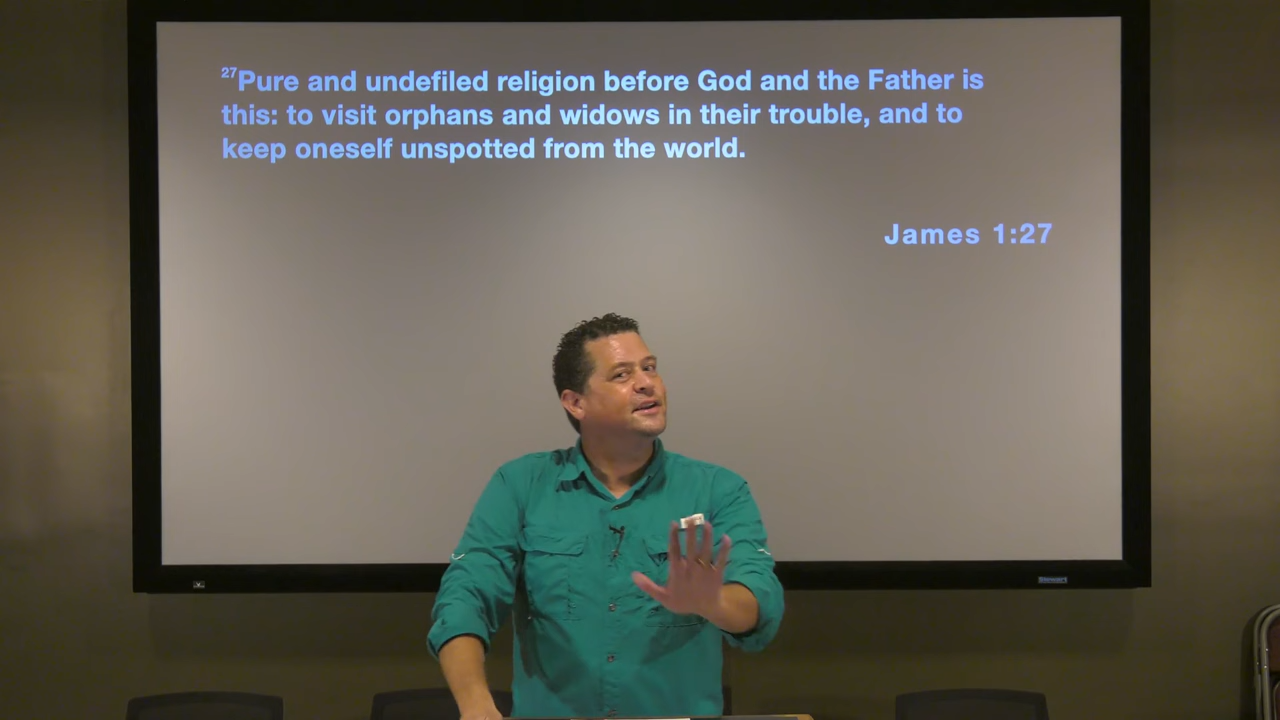 27Pure and undefiled religion before God and the Father is
this: to visit orphans and widows in their trouble, and to
keep oneself unspotted from the world.
James 1:27
Stewart